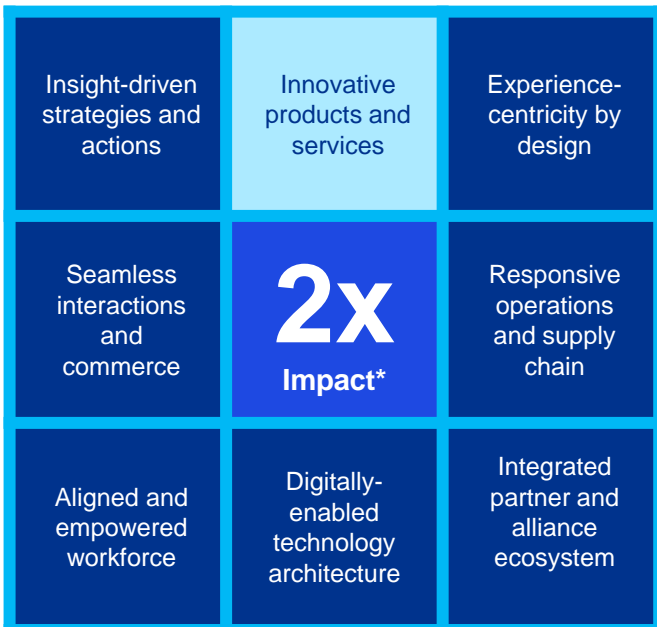 Insight-driven
strategies and
actions
Innovative
products and
services
Experience-
centricity by
design
Seamless
interactions
and
commerce
2x
Impact*
Responsive
operations
and supply
chain
Aligned and
empowered
workforce
Digitally-
enabled
technology
architecture
Integrated
partner and
alliance
ecosystem